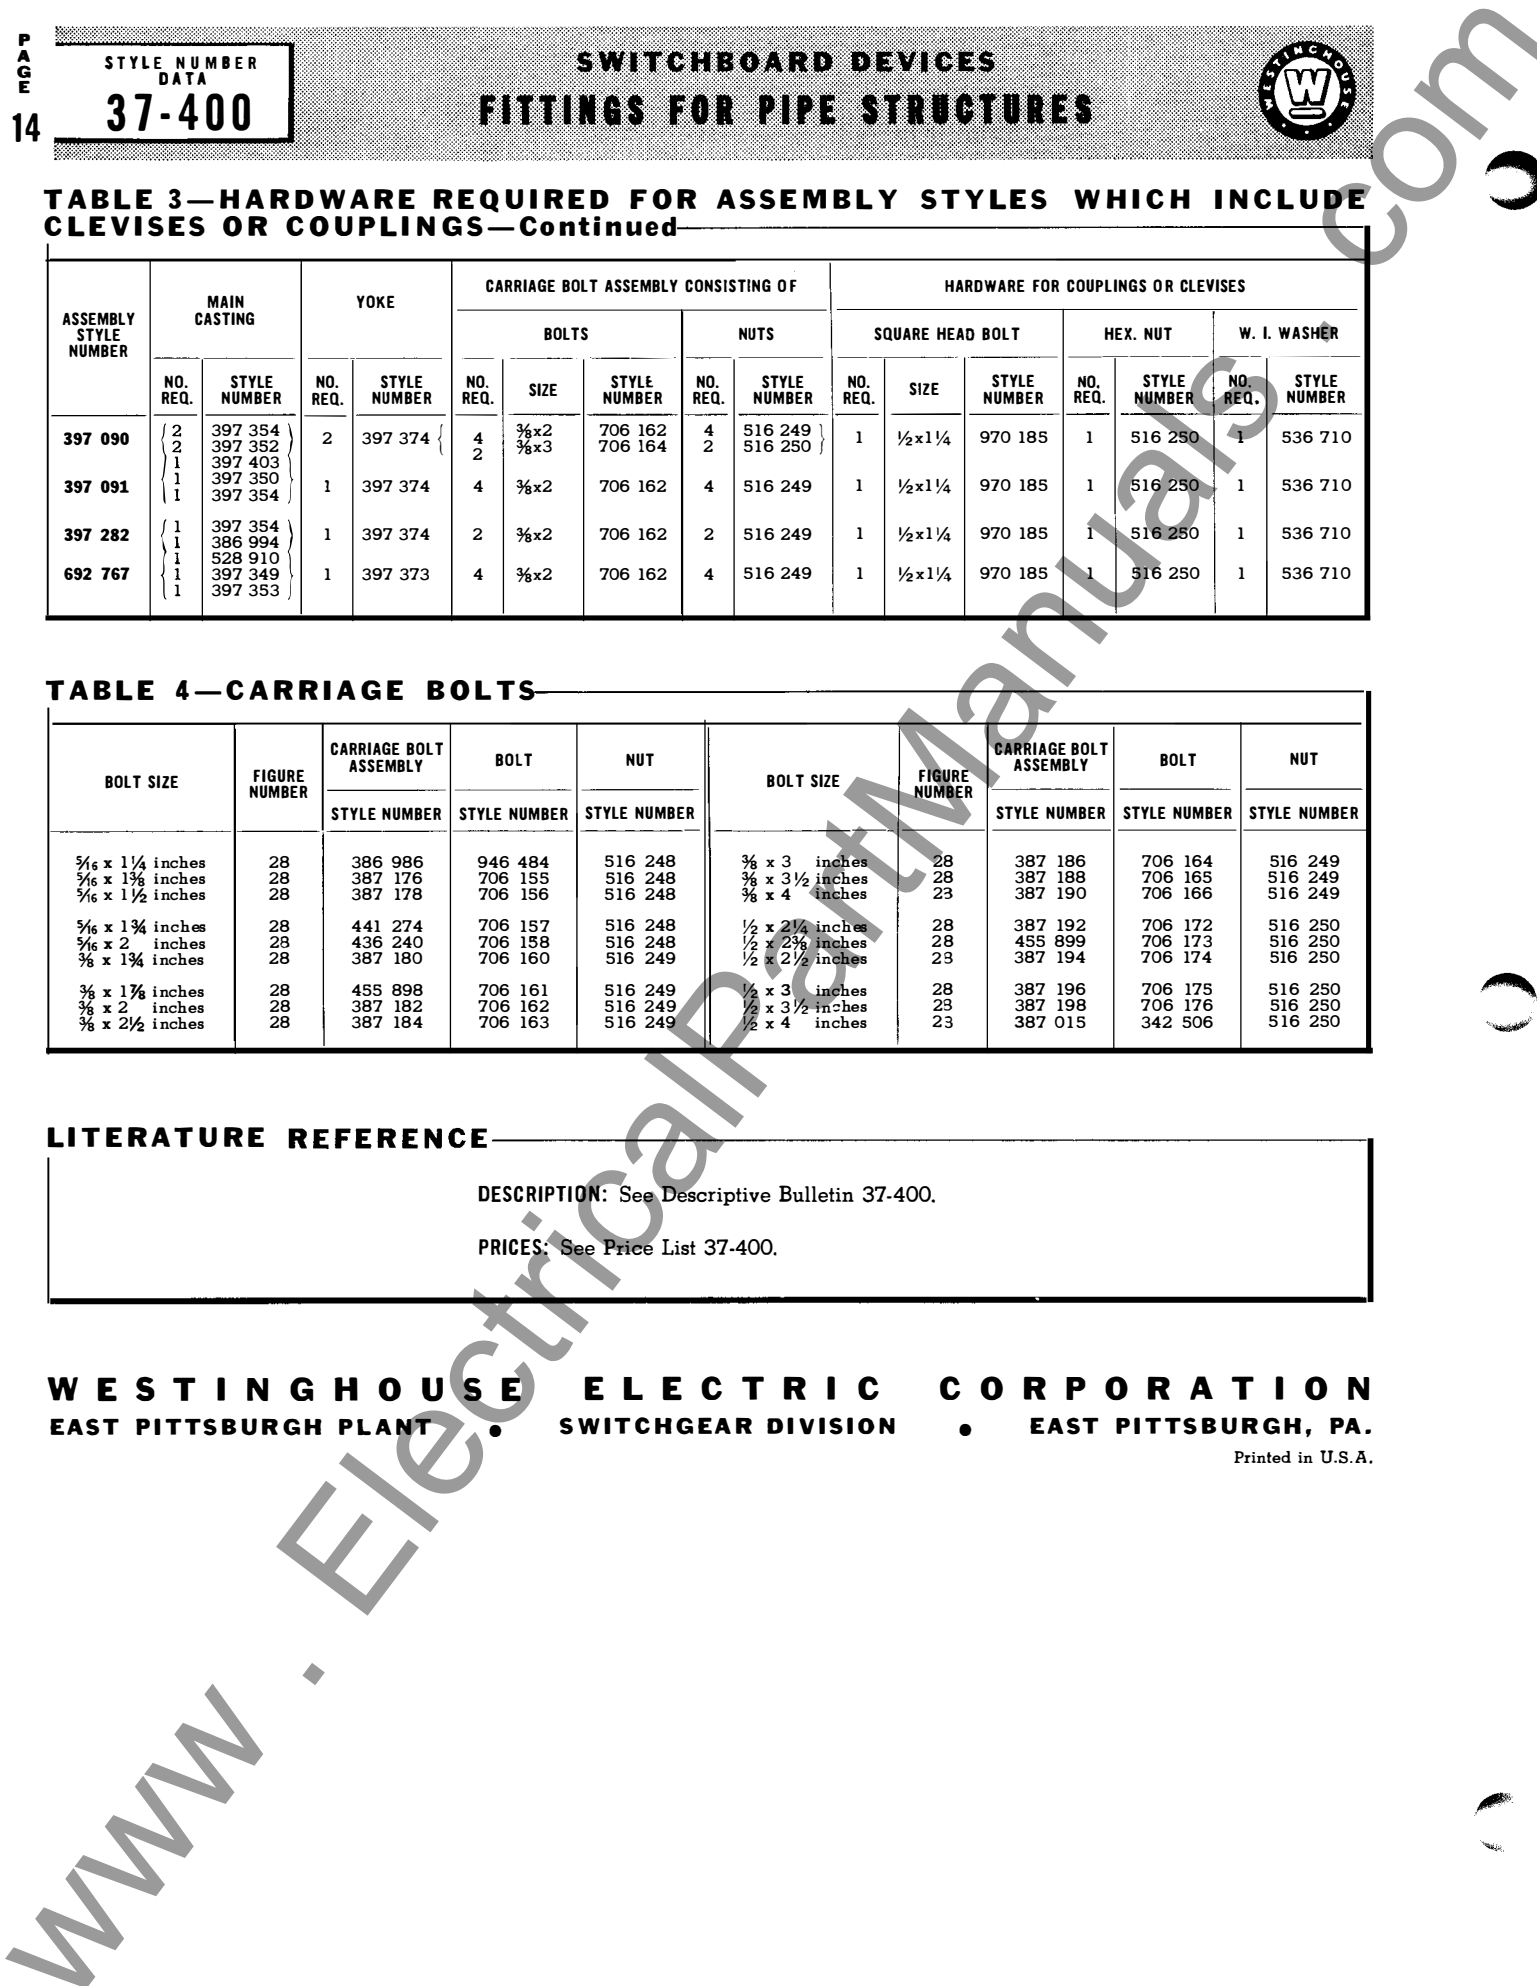 PAGE 14
STYLE NUMBER
DATA
37-400
SWITCHBOARD DEVICES
FITTINGS FOR PIPE STRUCTURES
WESTINGHOUSE
W
TABLE 3—HARDWARE REQUIRED FOR ASSEMBLY STYLES WHICH INCLUDE
CLEVISES OR COUPLINGS—Continued
ASSEMBLY STYLE NUMBER
MAIN CASTING
YOKE
CARRIAGE BOLT ASSEMBLY CONSISTING OF
HARDWARE FOR COUPLINGS OR CLEVISES
BOLTS NUTS SQUARE HEAD BOLT HEX. NUT W. I. WASHER
NO. REQ. STYLE NUMBER NO. REQ. STYLE NUMBER NO. REQ. SIZE STYLE NUMBER NO. REQ. STYLE NUMBER NO. REQ. SIZE STYLE NUMBER NO. REQ. STYLE NUMBER NO. REQ. STYLE NUMBER
397 090 2 397 354 2 397 374 4 ⅜x2 706 162 4 516 249 1 ½x1¼ 970 185 1 516 250 1 536 710
2 397 352 2 ⅜x3 706 164 2 516 250
1 397 403
397 091 1 397 350 1 397 374 4 ⅜x2 706 162 4 516 249 1 ½x1¼ 970 185 1 516 250 1 536 710
1 397 354
397 282 1 397 354 1 397 374 2 ⅜x2 706 162 2 516 249 1 ½x1¼ 970 185 1 516 250 1 536 710
1 386 994
1 528 910
692 767 1 397 349 1 397 373 4 ⅜x2 706 162 4 516 249 1 ½x1¼ 970 185 1 516 250 1 536 710
1 397 353
TABLE 4—CARRIAGE BOLTS
BOLT SIZE FIGURE NUMBER CARRIAGE BOLT ASSEMBLY BOLT NUT BOLT SIZE FIGURE NUMBER CARRIAGE BOLT ASSEMBLY BOLT NUT
STYLE NUMBER STYLE NUMBER STYLE NUMBER STYLE NUMBER STYLE NUMBER STYLE NUMBER
5/16 x 1¼ inches 28 386 986 946 484 516 248 ⅜ x 3 inches 28 387 186 706 164 516 249
5/16 x 1⅜ inches 28 387 176 706 155 516 248 ⅜ x 3½ inches 28 387 188 706 165 516 249
5/16 x 1½ inches 28 387 178 706 156 516 248 ⅜ x 4 inches 23 387 190 706 166 516 249
5/16 x 1¾ inches 28 441 274 706 157 516 248 ½ x 2¼ inches 28 387 192 706 172 516 250
5/16 x 2 inches 28 436 240 706 158 516 248 ½ x 2⅜ inches 28 455 899 706 173 516 250
⅜ x 1¾ inches 28 387 180 706 160 516 249 ½ x 2½ inches 23 387 194 706 174 516 250
⅜ x 1⅞ inches 28 455 898 706 161 516 249 ½ x 3 inches 28 387 196 706 175 516 250
⅜ x 2 inches 28 387 182 706 162 516 249 ½ x 3½ inches 28 387 198 706 176 516 250
⅜ x 2½ inches 28 387 184 706 163 516 249 ½ x 4 inches 23 387 015 342 506 516 250
LITERATURE REFERENCE
DESCRIPTION: See Descriptive Bulletin 37-400.
PRICES: See Price List 37-400.
WESTINGHOUSE ELECTRIC CORPORATION
EAST PITTSBURGH PLANT • SWITCHGEAR DIVISION • EAST PITTSBURGH, PA.
Printed in U.S.A.
www . ElectricalPartManuals . com